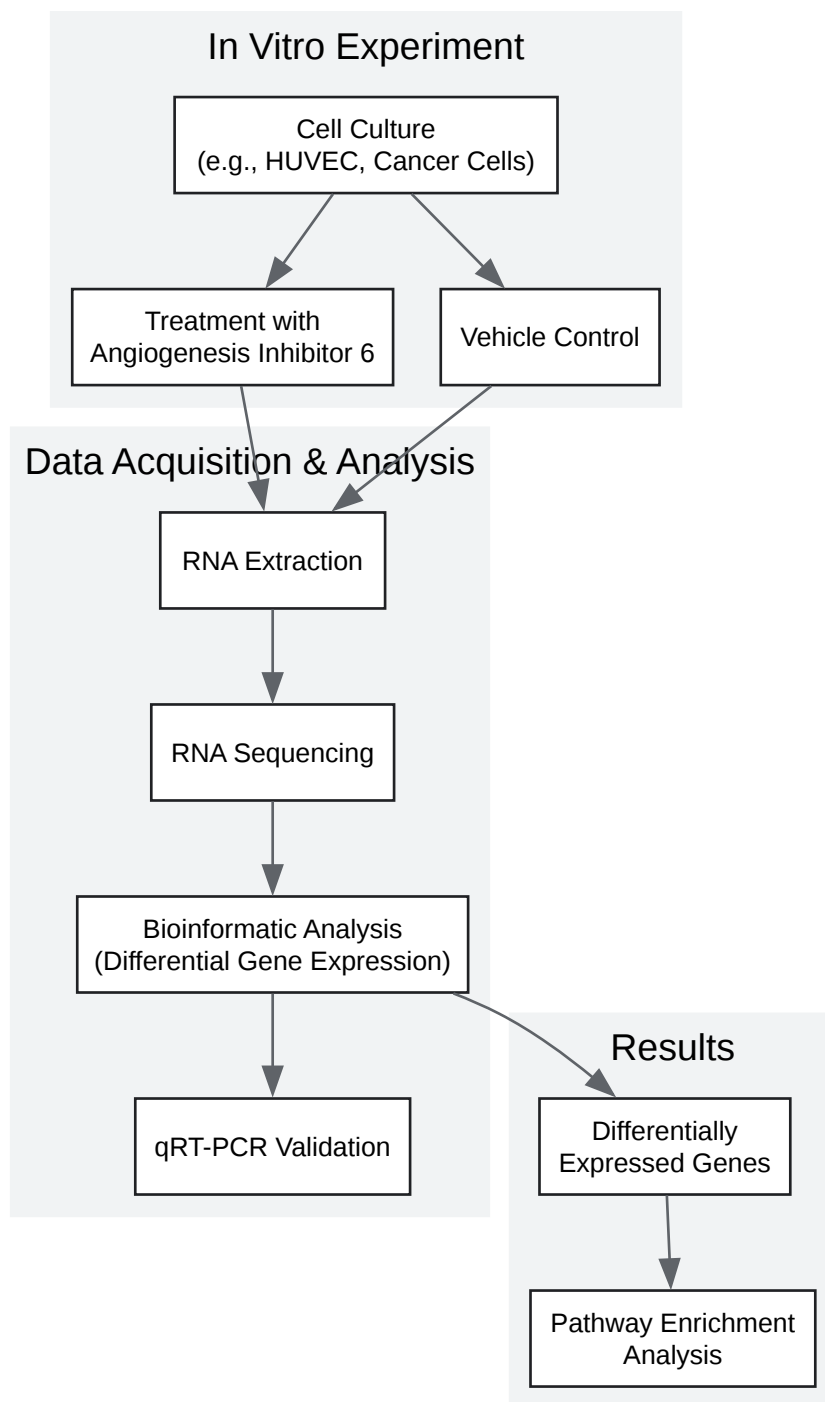 In Vitro Experiment
Cell Culture
(e.g., HUVEC, Cancer Cells)
Treatment with
Angiogenesis Inhibitor 6
Vehicle Control
Data Acquisition & Analysis
RNA Extraction
RNA Sequencing
Bioinformatic Analysis
(Differential Gene Expression)
qRT-PCR Validation
Results
Differentially
Expressed Genes
Pathway Enrichment
Analysis